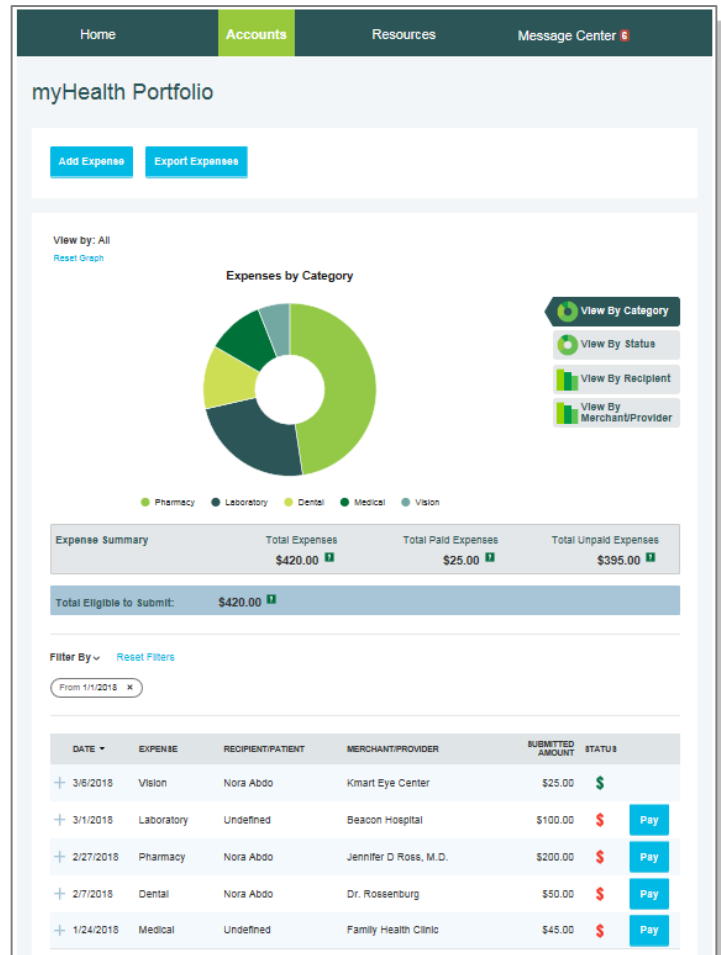 Home Accounts Resources Message Center 6
myHealth Portfolio
Add Expense Export Expenses
View by: All
Reset Graph
Expenses by Category
View By Category
View By Status
View By Recipient
View By
Merchant/Provider
Pharmacy Laboratory Dental Medical Vision
Expense Summary Total Expenses Total Paid Expenses Total Unpaid Expenses
$420.00 ? $25.00 ? $395.00 ?
Total Eligible to Submit: $420.00 ?
Filter By Reset Filters
From 1/1/2018 x
DATE EXPENSE RECIPIENT/PATIENT MERCHANT/PROVIDER SUBMITTED AMOUNT STATUS
3/6/2018 Vision Nora Abdo Kmart Eye Center $25.00 $
3/1/2018 Laboratory Undefined Beacon Hospital $100.00 $ Pay
2/27/2018 Pharmacy Nora Abdo Jennifer D Ross, M.D. $200.00 $ Pay
2/7/2018 Dental Nora Abdo Dr. Rossenburg $50.00 $ Pay
1/24/2018 Medical Undefined Family Health Clinic $45.00 $ Pay